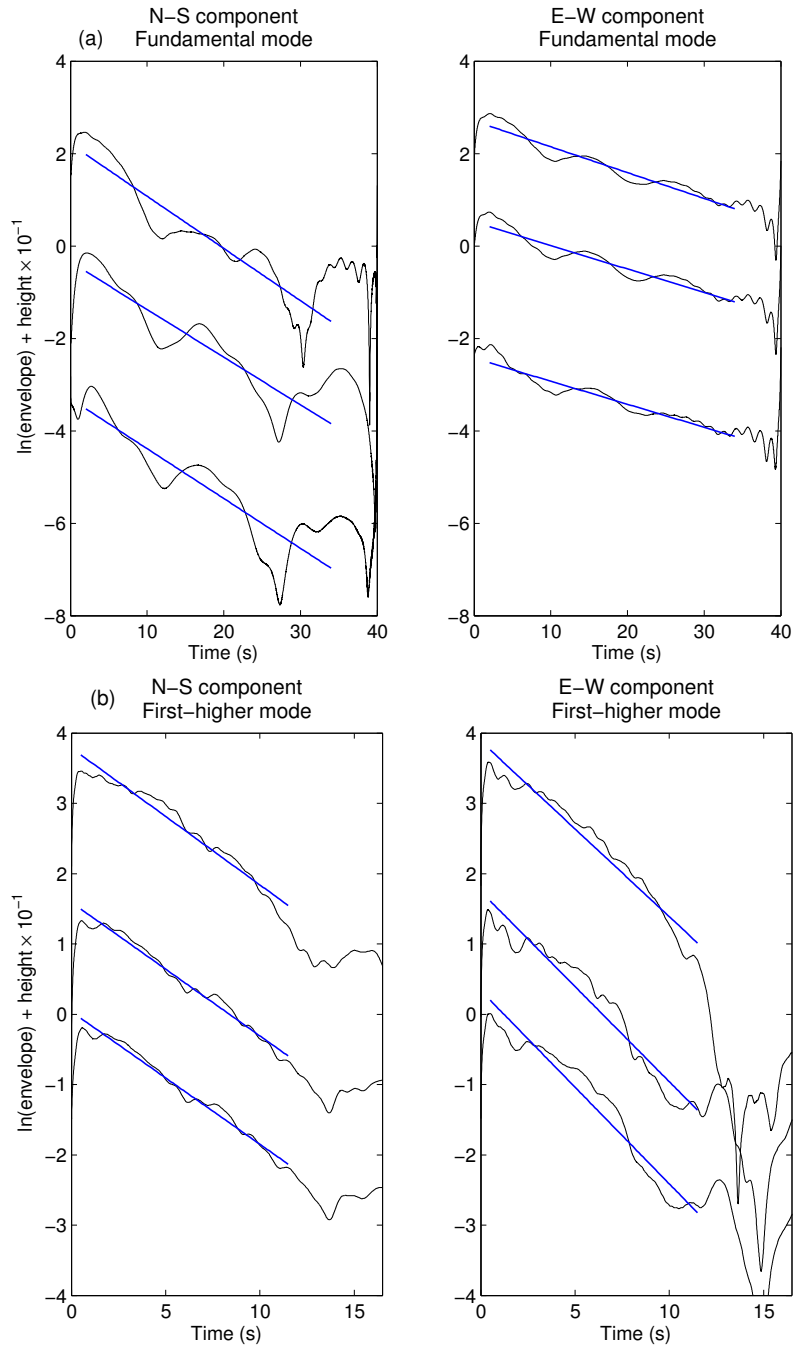 (a)
N−S component
Fundamental mode
E−W component
Fundamental mode
4
2
0
−2
−4
−6
−8
ln(envelope) + height × 10⁻¹
0 10 20 30 40
Time (s)
4
2
0
−2
−4
−6
−8
0 10 20 30 40
Time (s)
(b)
N−S component
First−higher mode
E−W component
First−higher mode
4
3
2
1
0
−1
−2
−3
−4
ln(envelope) + height × 10⁻¹
0 5 10 15
Time (s)
4
3
2
1
0
−1
−2
−3
−4
0 5 10 15
Time (s)